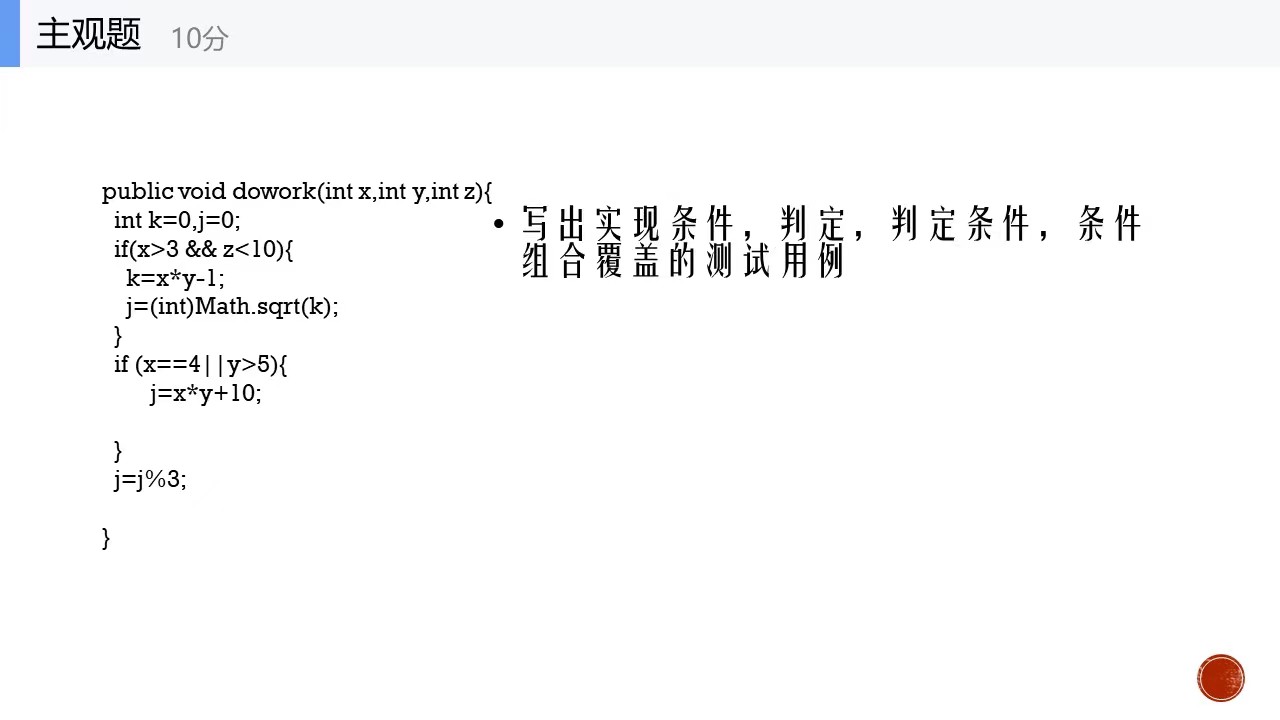 主观题 10分
public void dowork(int x,int y,int z){
int k=0,j=0;
if(x>3 && z<10){
k=x*y-1;
j=(int)Math.sqrt(k);
}
if (x==4||y>5){
j=x*y+10;
}
j=j%3;
}
• 写出实现条件，判定，判定条件，条件
组合覆盖的测试用例